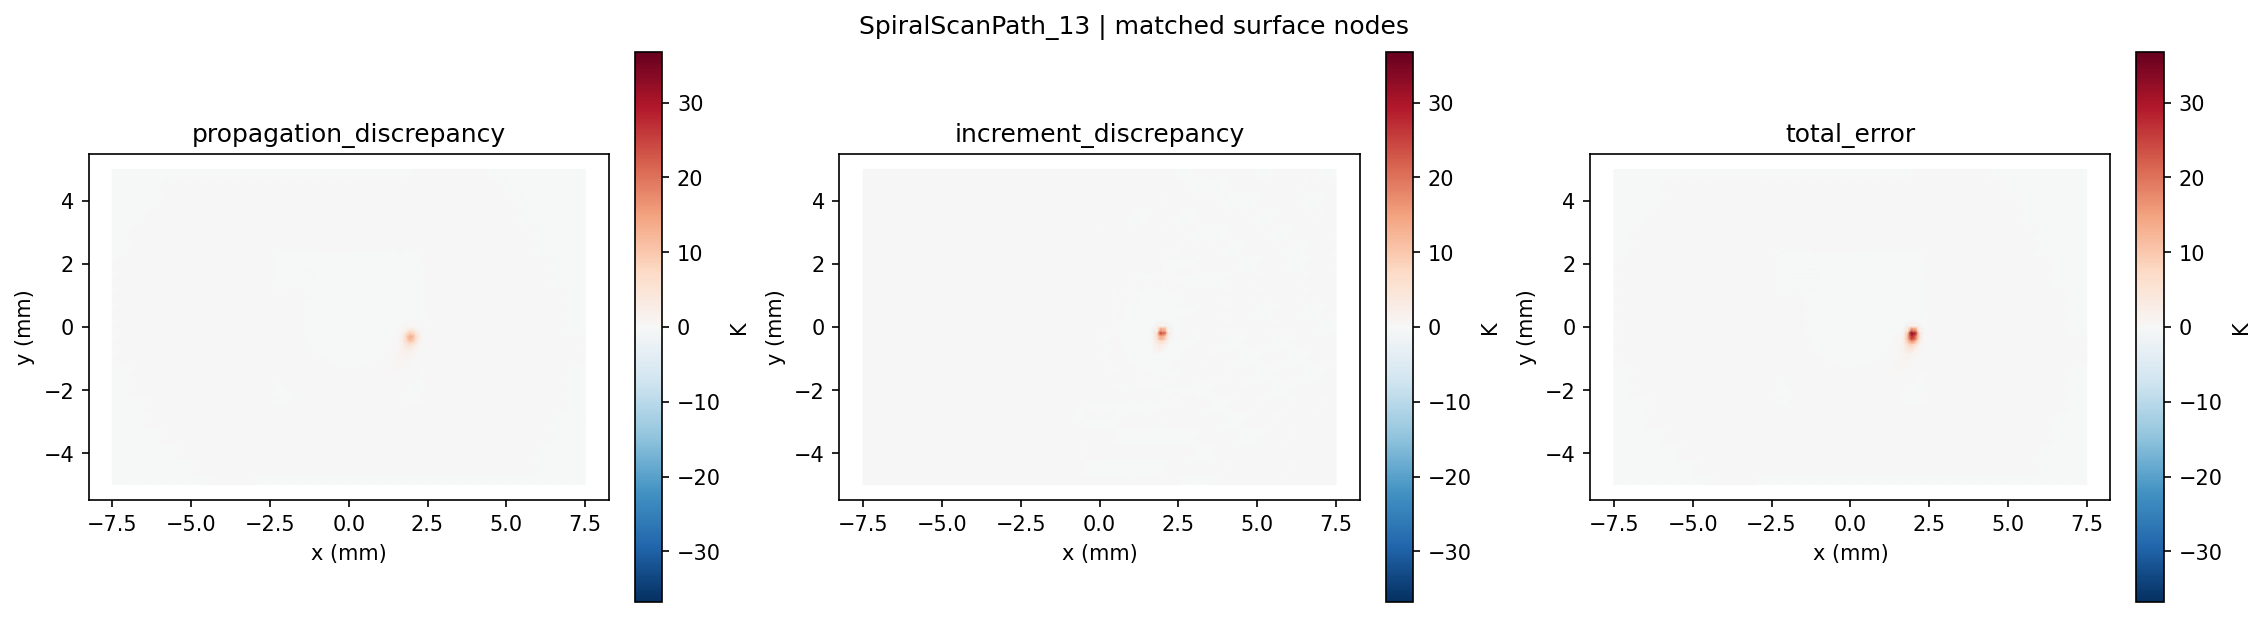 SpiralScanPath_13 | matched surface nodes
propagation_discrepancy
4
2
0
−2
−4
y (mm)
−7.5 −5.0 −2.5 0.0 2.5 5.0 7.5
x (mm)
30
20
10
0
−10
−20
−30
K
increment_discrepancy
4
2
0
−2
−4
y (mm)
−7.5 −5.0 −2.5 0.0 2.5 5.0 7.5
x (mm)
30
20
10
0
−10
−20
−30
K
total_error
4
2
0
−2
−4
y (mm)
−7.5 −5.0 −2.5 0.0 2.5 5.0 7.5
x (mm)
30
20
10
0
−10
−20
−30
K